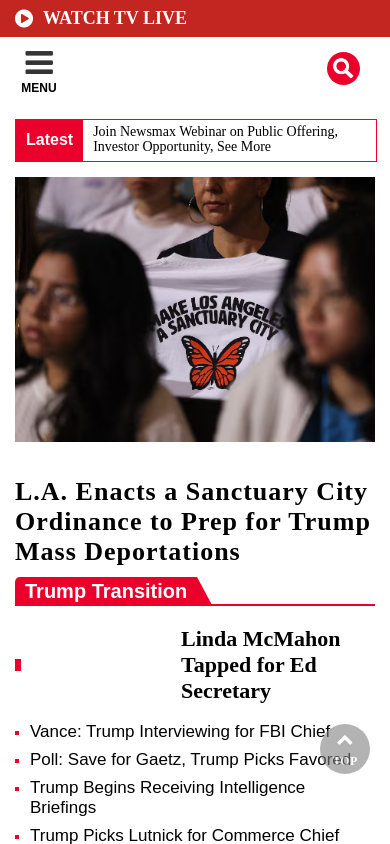 WATCH TV LIVE
MENU
Latest
Join Newsmax Webinar on Public Offering,
Investor Opportunity, See More
MAKE LOS ANGELES
A SANCTUARY CITY
L.A. Enacts a Sanctuary City
Ordinance to Prep for Trump
Mass Deportations
Trump Transition
Linda McMahon
Tapped for Ed
Secretary
Vance: Trump Interviewing for FBI Chief
Poll: Save for Gaetz, Trump Picks Favored
TOP
Trump Begins Receiving Intelligence
Briefings
Trump Picks Lutnick for Commerce Chief